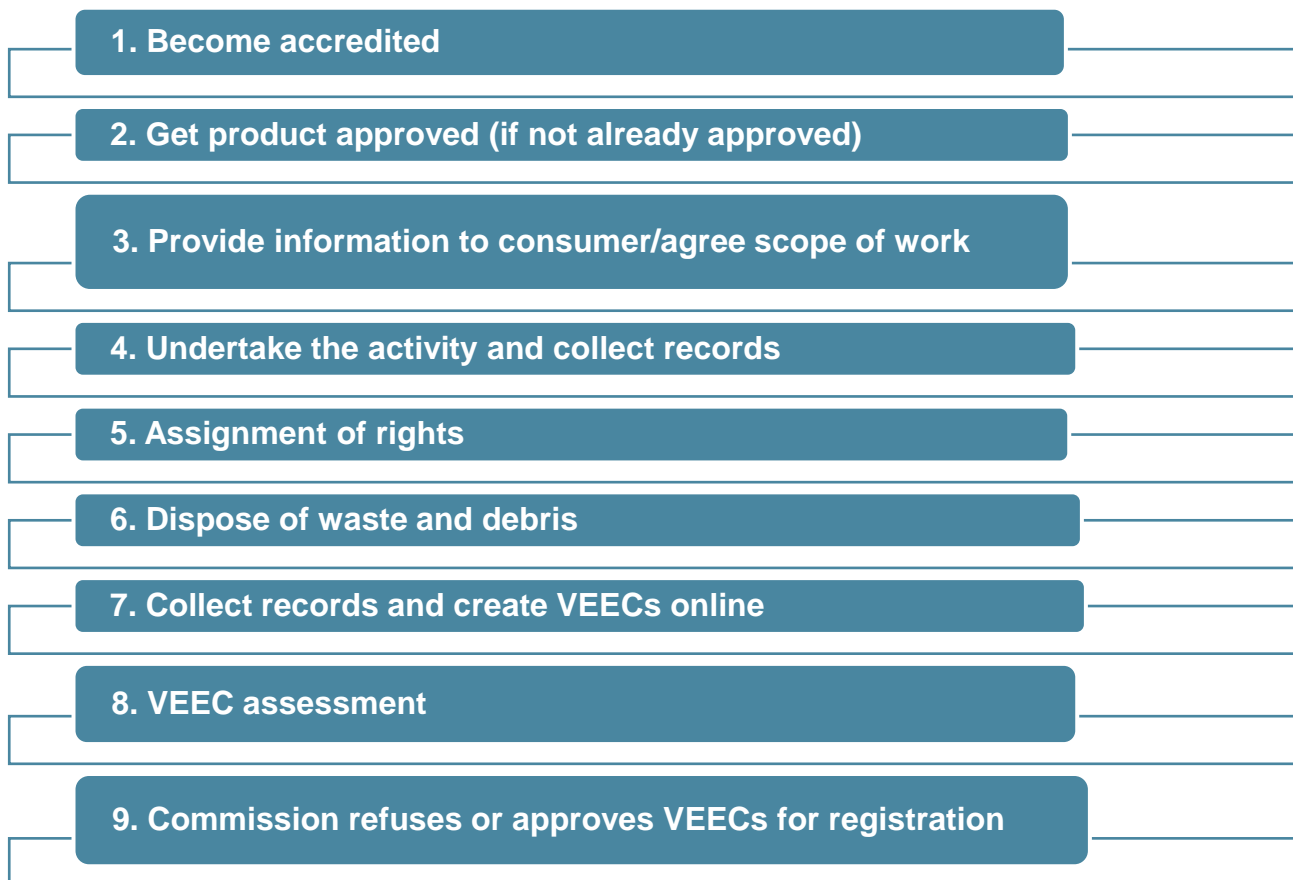 1. Become accredited
2. Get product approved (if not already approved)
3. Provide information to consumer/agree scope of work
4. Undertake the activity and collect records
5. Assignment of rights
6. Dispose of waste and debris
7. Collect records and create VEECs online
8. VEEC assessment
9. Commission refuses or approves VEECs for registration